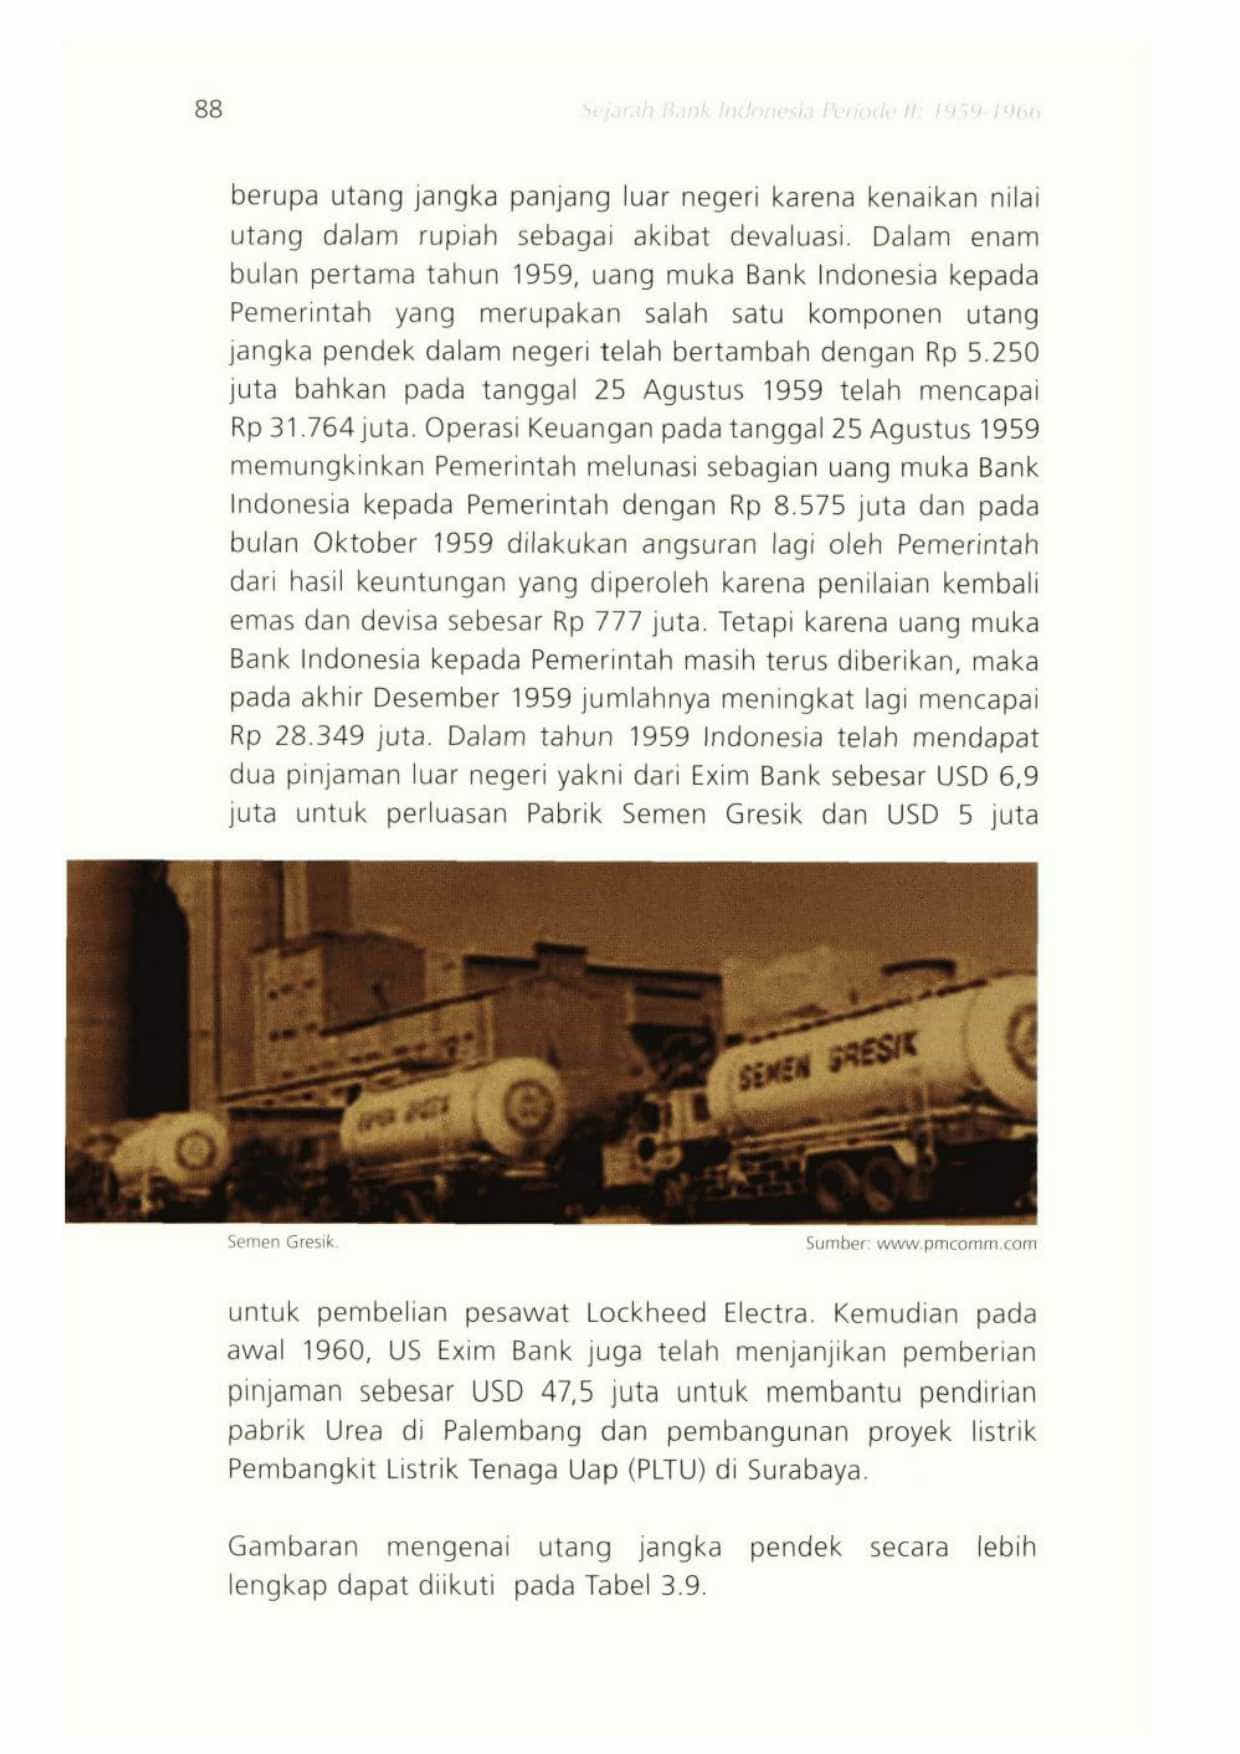 88
Sejarah Bank Indonesia Periode II: 1959-1966
berupa utang jangka panjang luar negeri karena kenaikan nilai
utang dalam rupiah sebagai akibat devaluasi. Dalam enam
bulan pertama tahun 1959, uang muka Bank Indonesia kepada
Pemerintah yang merupakan salah satu komponen utang
jangka pendek dalam negeri telah bertambah dengan Rp 5.250
juta bahkan pada tanggal 25 Agustus 1959 telah mencapai
Rp 31.764 juta. Operasi Keuangan pada tanggal 25 Agustus 1959
memungkinkan Pemerintah melunasi sebagian uang muka Bank
Indonesia kepada Pemerintah dengan Rp 8.575 juta dan pada
bulan Oktober 1959 dilakukan angsuran lagi oleh Pemerintah
dari hasil keuntungan yang diperoleh karena penilaian kembali
emas dan devisa sebesar Rp 777 juta. Tetapi karena uang muka
Bank Indonesia kepada Pemerintah masih terus diberikan, maka
pada akhir Desember 1959 jumlahnya meningkat lagi mencapai
Rp 28.349 juta. Dalam tahun 1959 Indonesia telah mendapat
dua pinjaman luar negeri yakni dari Exim Bank sebesar USD 6,9
juta untuk perluasan Pabrik Semen Gresik dan USD 5 juta
SEMEN GRESIK
Semen Gresik.
Sumber: www.pmcomm.com
untuk pembelian pesawat Lockheed Electra. Kemudian pada
awal 1960, US Exim Bank juga telah menjanjikan pemberian
pinjaman sebesar USD 47,5 juta untuk membantu pendirian
pabrik Urea di Palembang dan pembangunan proyek listrik
Pembangkit Listrik Tenaga Uap (PLTU) di Surabaya.
Gambaran mengenai utang jangka pendek secara lebih
lengkap dapat diikuti pada Tabel 3.9.